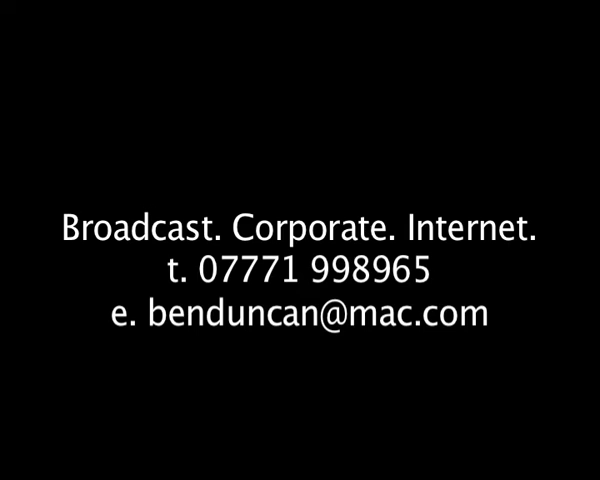 Broadcast. Corporate. Internet.
t. 07771 998965
e. benduncan@mac.com